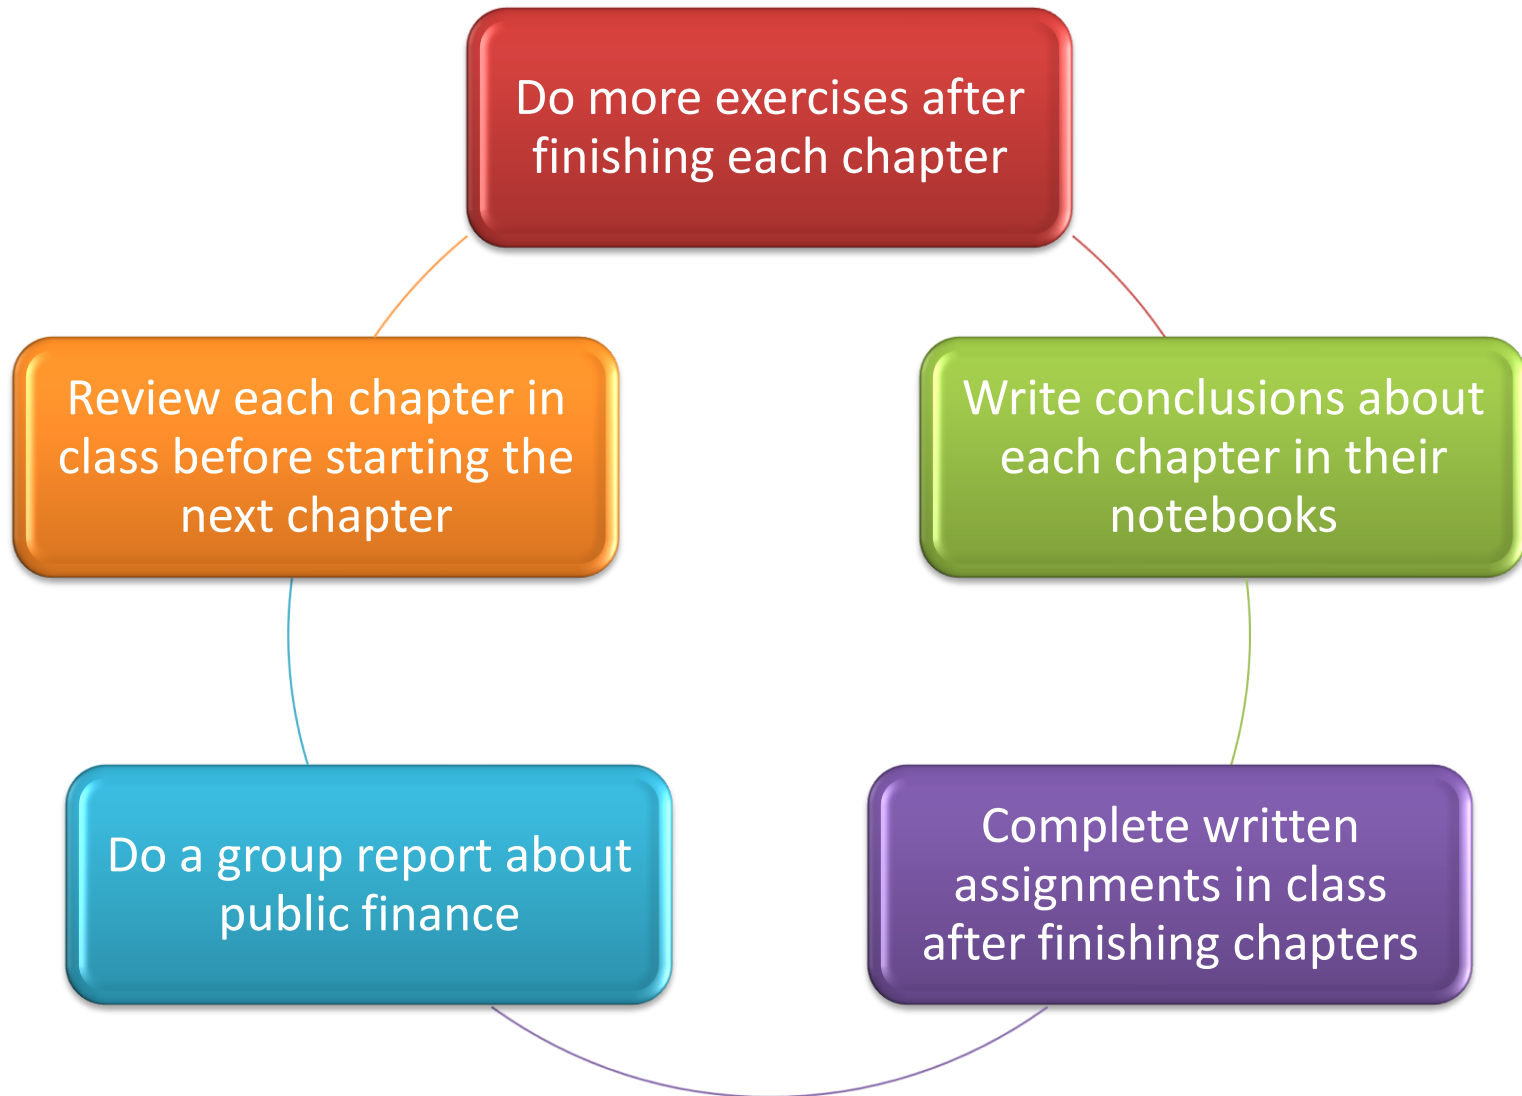 Do more exercises after
finishing each chapter
Write conclusions about
each chapter in their
notebooks
Complete written
assignments in class
after finishing chapters
Do a group report about
public finance
Review each chapter in
class before starting the
next chapter